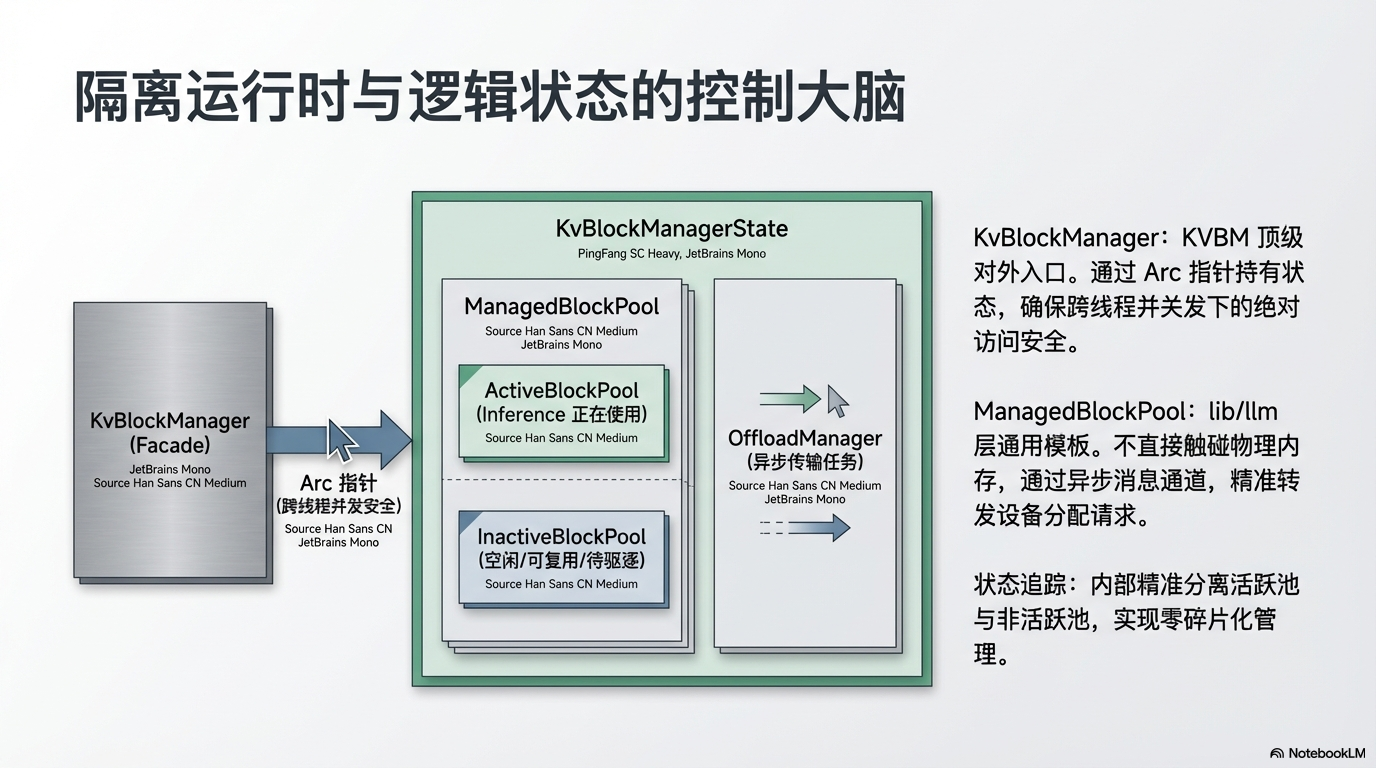 隔离运行时与逻辑状态的控制大脑
KvBlockManager
(Facade)
JetBrains Mono
Source Han Sans CN Medium
Arc 指针
(跨线程并发安全)
Source Han Sans CN
JetBrains Mono
KvBlockManagerState
PingFang SC Heavy, JetBrains Mono
ManagedBlockPool
Source Han Sans CN Medium
JetBrains Mono
ActiveBlockPool
(Inference 正在使用)
Source Han Sans CN Medium
InactiveBlockPool
(空闲/可复用/待驱逐)
Source Han Sans CN Medium
OffloadManager
(异步传输任务)
Source Han Sans CN Medium
JetBrains Mono
KvBlockManager：KVBM 顶级
对外入口。通过 Arc 指针持有状
态，确保跨线程并关发下的绝对
访问安全。
ManagedBlockPool：lib/llm
层通用模板。不直接触碰物理内
存，通过异步消息通道，精准转
发设备分配请求。
状态追踪：内部精准分离活跃池
与非活跃池，实现零碎片化管
理。
NotebookLM